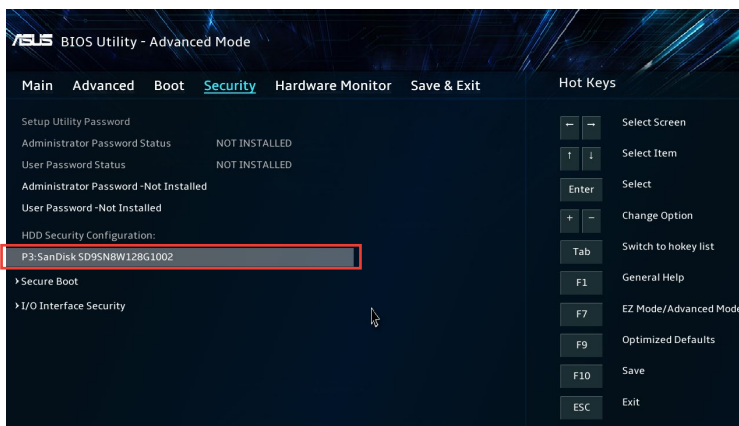 ASUS BIOS Utility - Advanced Mode
Main Advanced Boot Security Hardware Monitor Save & Exit
Setup Utility Password
Administrator Password Status NOT INSTALLED
User Password Status NOT INSTALLED
Administrator Password -Not Installed
User Password -Not Installed
HDD Security Configuration:
P3:SanDisk SD9SN8W128G1002
Secure Boot
I/O Interface Security
Hot Keys
← → Select Screen
↑ ↓ Select Item
Enter Select
+ − Change Option
Tab Switch to hokey list
F1 General Help
F7 EZ Mode/Advanced Mode
F9 Optimized Defaults
F10 Save
ESC Exit